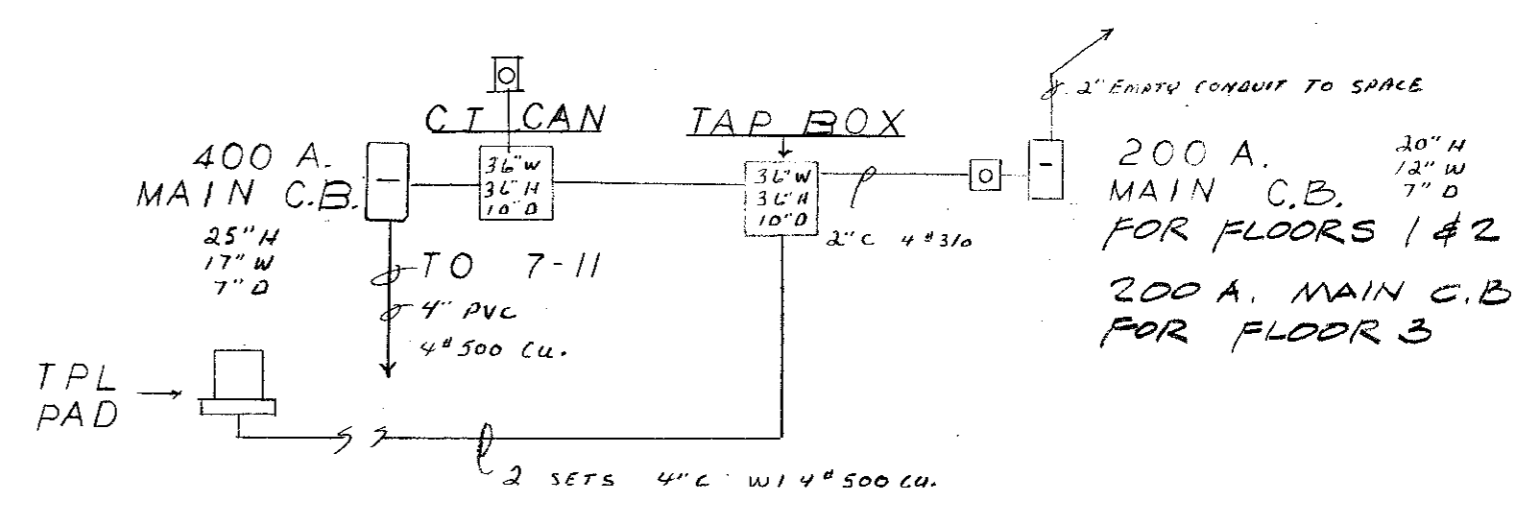 2" EMPTY CONDUIT TO SPACE
CT CAN
TAP BOX
400 A.
MAIN C.B.
25" H
17" W
7" D
36" W
36" H
10" D
36" W
36" H
10" D
2" C 4 # 3/0
200 A.
MAIN C.B.
20" H
12" W
7" D
FOR FLOORS 1 & 2
200 A. MAIN C.B
FOR FLOOR 3
TO 7-11
4" PVC
4 # 500 CU.
TPL
PAD
2 SETS 4" C W/ 4 # 500 CU.